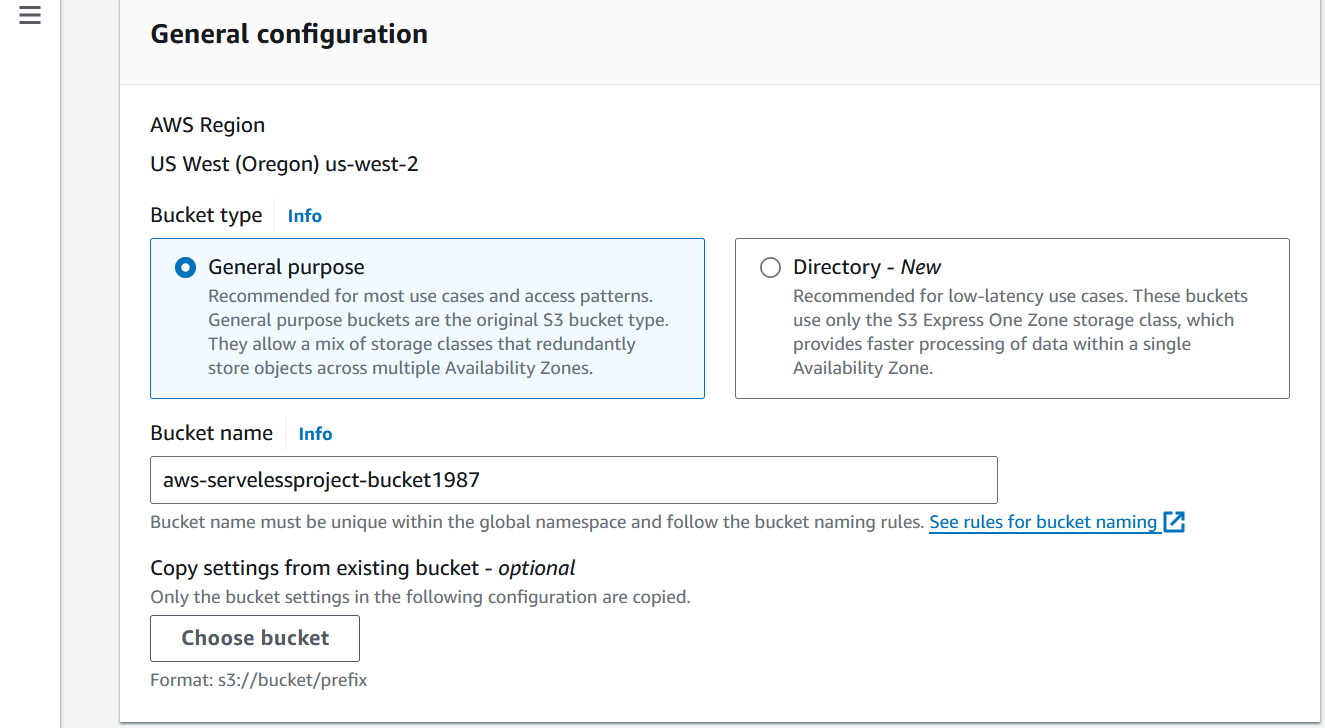 General configuration
AWS Region
US West (Oregon) us-west-2
Bucket type Info
General purpose
Recommended for most use cases and access patterns.
General purpose buckets are the original S3 bucket type.
They allow a mix of storage classes that redundantly
store objects across multiple Availability Zones.
Directory - New
Recommended for low-latency use cases. These buckets
use only the S3 Express One Zone storage class, which
provides faster processing of data within a single
Availability Zone.
Bucket name Info
aws-servelessproject-bucket1987
Bucket name must be unique within the global namespace and follow the bucket naming rules. See rules for bucket naming
Copy settings from existing bucket - optional
Only the bucket settings in the following configuration are copied.
Choose bucket
Format: s3://bucket/prefix